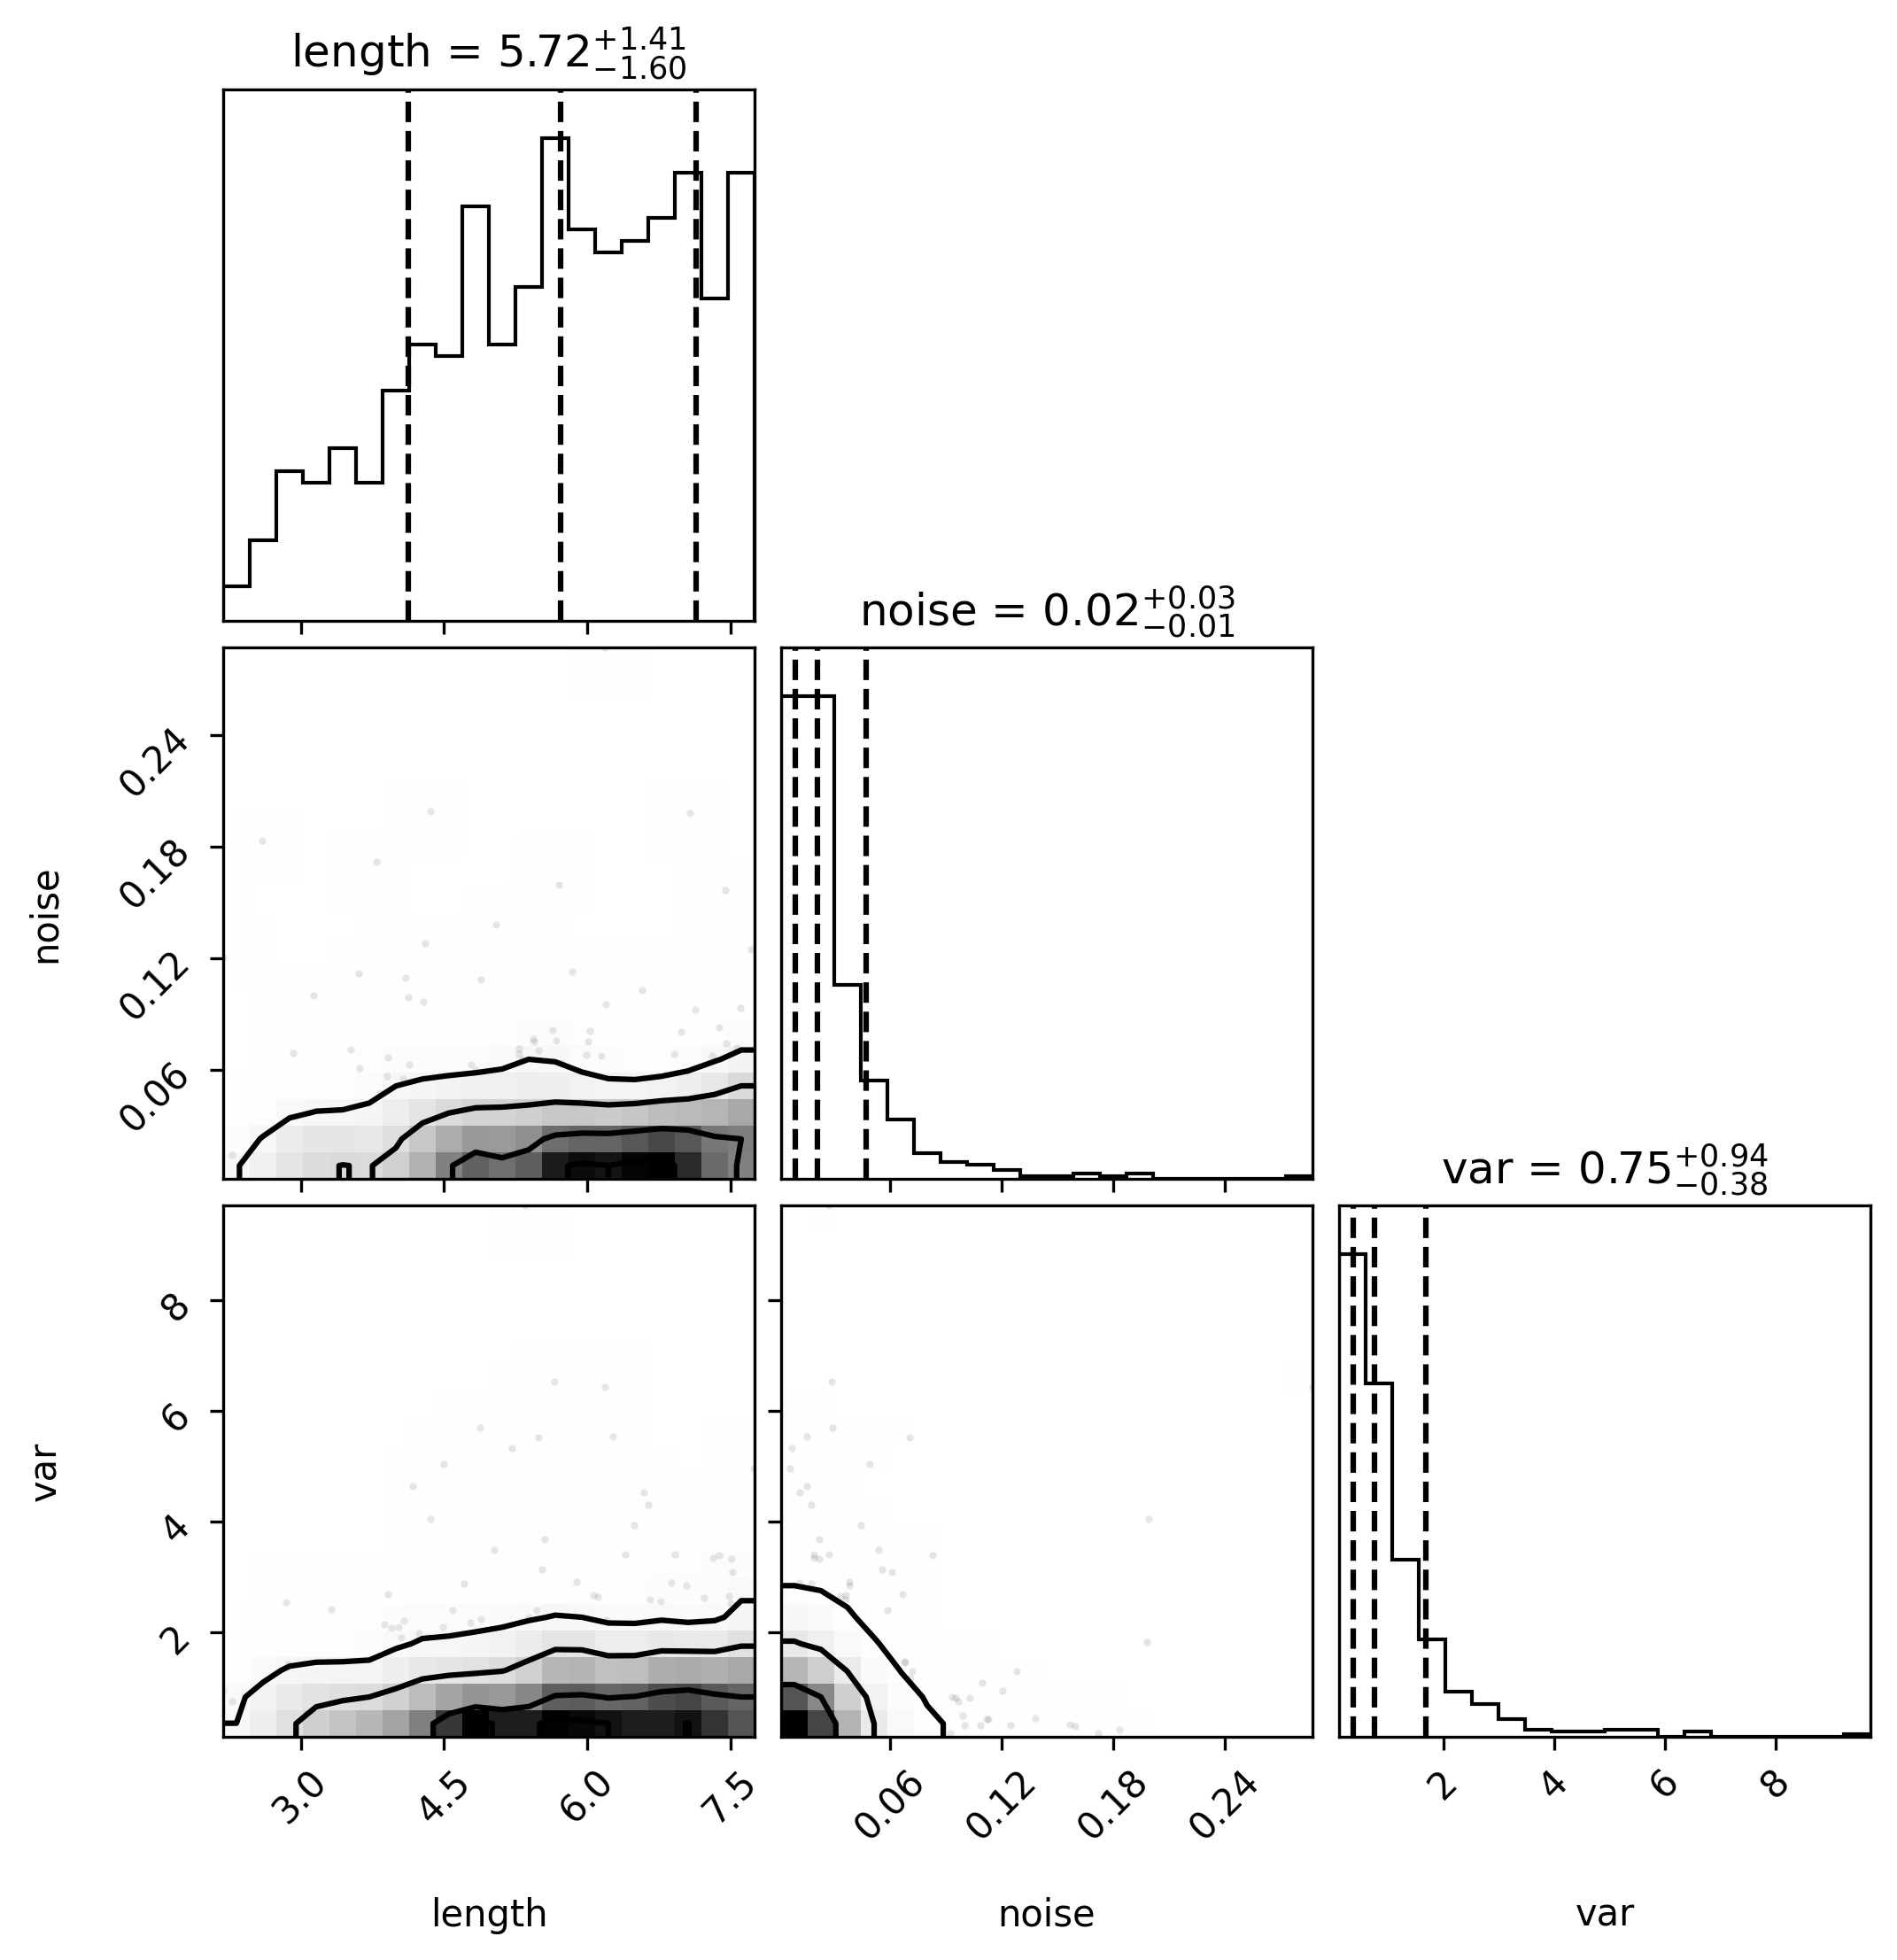 length = 5.72+1.41−1.60
noise = 0.02+0.03−0.01
0.24
0.18
0.12
0.06
noise
var = 0.75+0.94−0.38
8
6
4
2
var
3.0 4.5 6.0 7.5 0.06 0.12 0.18 0.24 2 4 6 8
length noise var